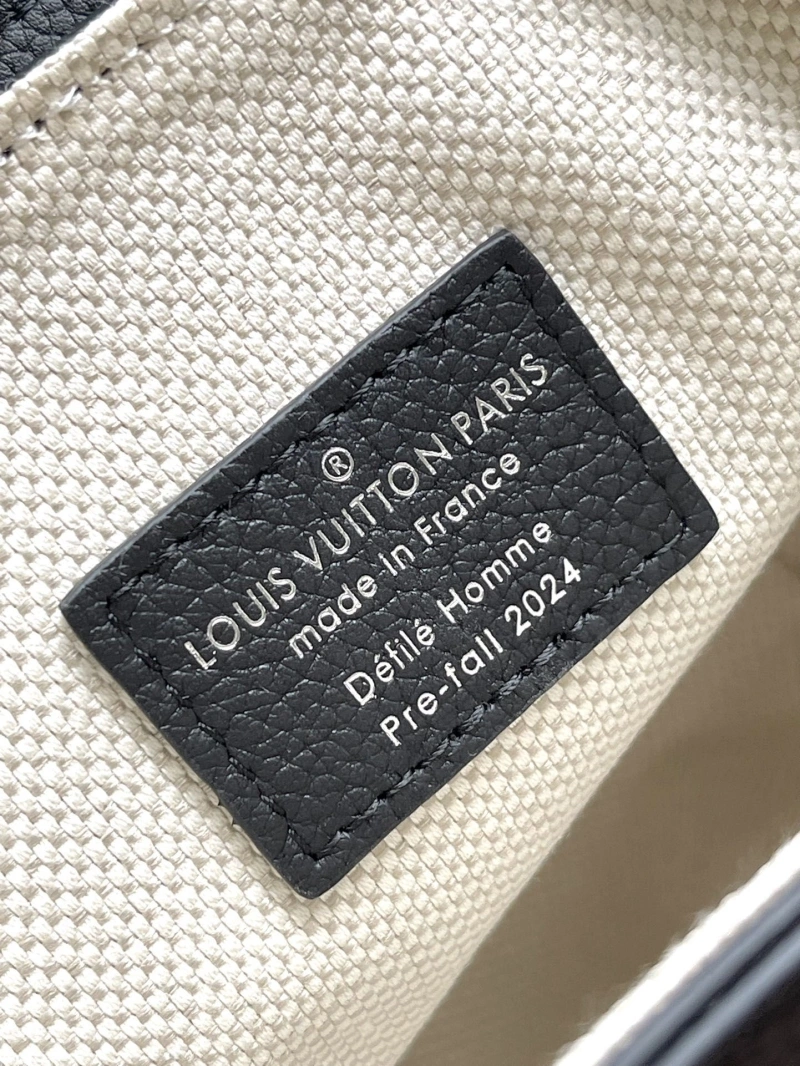 ®
LOUIS VUITTON PARIS
made in France
Défilé Homme
Pre-fall 2024